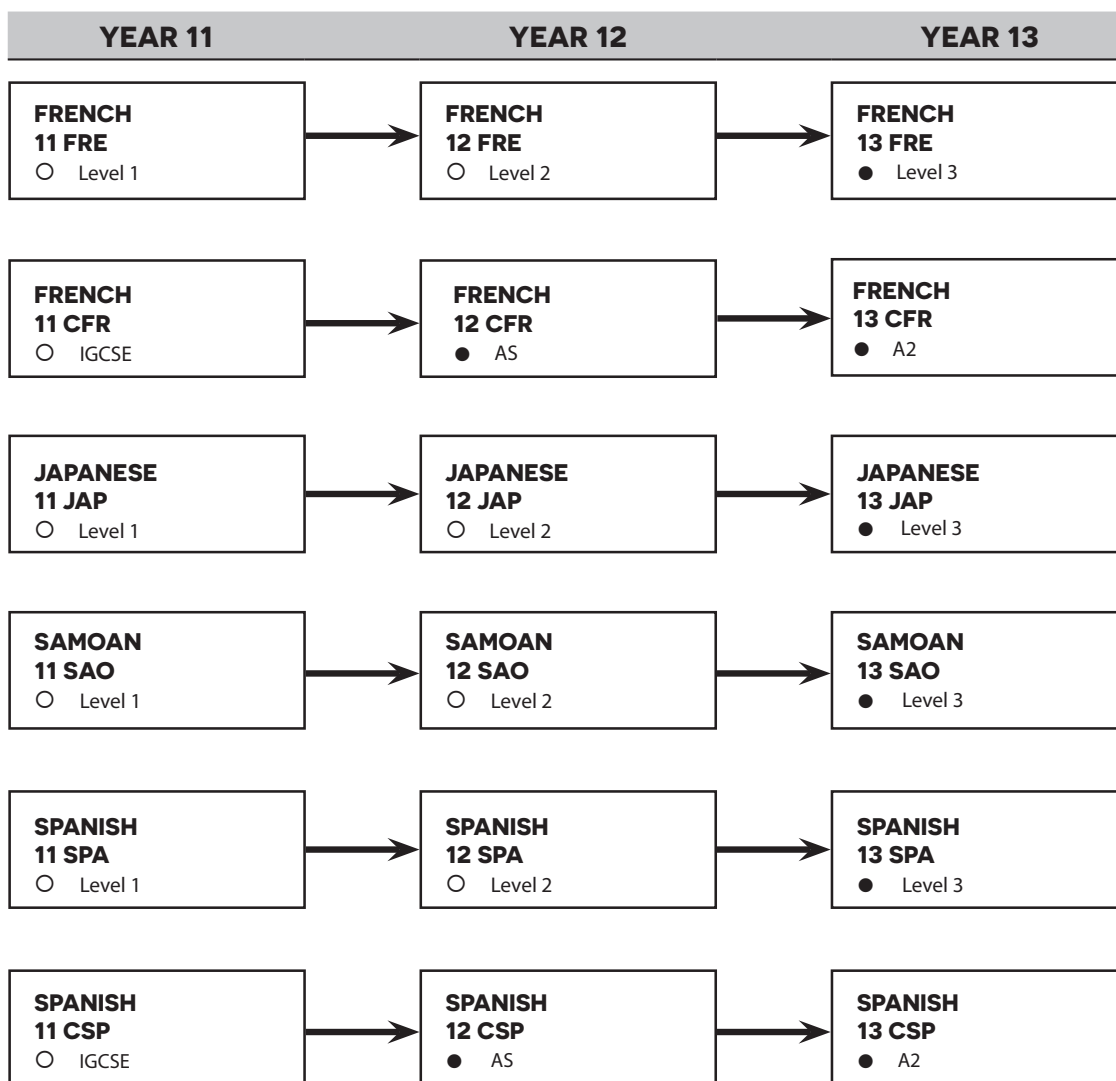 YEAR 11 YEAR 12 YEAR 13
FRENCH
11 FRE
○ Level 1
FRENCH
12 FRE
○ Level 2
FRENCH
13 FRE
● Level 3
FRENCH
11 CFR
○ IGCSE
FRENCH
12 CFR
● AS
FRENCH
13 CFR
● A2
JAPANESE
11 JAP
○ Level 1
JAPANESE
12 JAP
○ Level 2
JAPANESE
13 JAP
● Level 3
SAMOAN
11 SAO
○ Level 1
SAMOAN
12 SAO
○ Level 2
SAMOAN
13 SAO
● Level 3
SPANISH
11 SPA
○ Level 1
SPANISH
12 SPA
○ Level 2
SPANISH
13 SPA
● Level 3
SPANISH
11 CSP
○ IGCSE
SPANISH
12 CSP
● AS
SPANISH
13 CSP
● A2